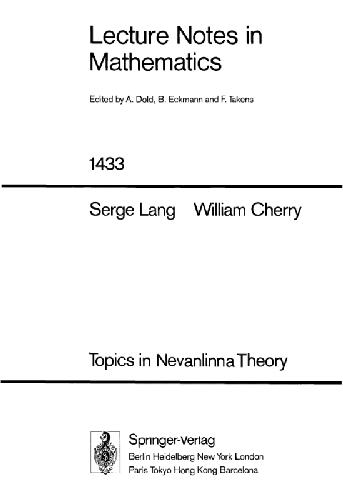 Lecture Notes in
Mathematics
Edited by A. Dold, B. Eckmann and F. Takens
1433
Serge Lang William Cherry
Topics in Nevanlinna Theory
Springer-Verlag
Berlin Heidelberg New York London
Paris Tokyo Hong Kong Barcelona